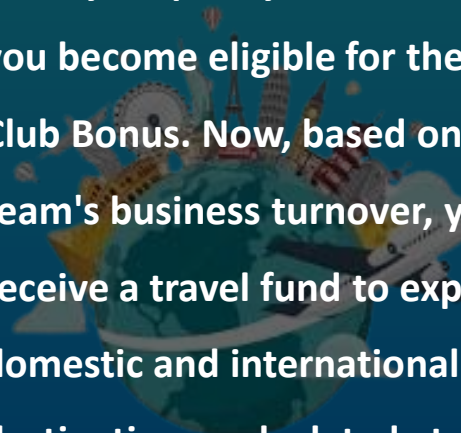 you become eligible for the
Club Bonus. Now, based on
team's business turnover, y
receive a travel fund to exp
domestic and international